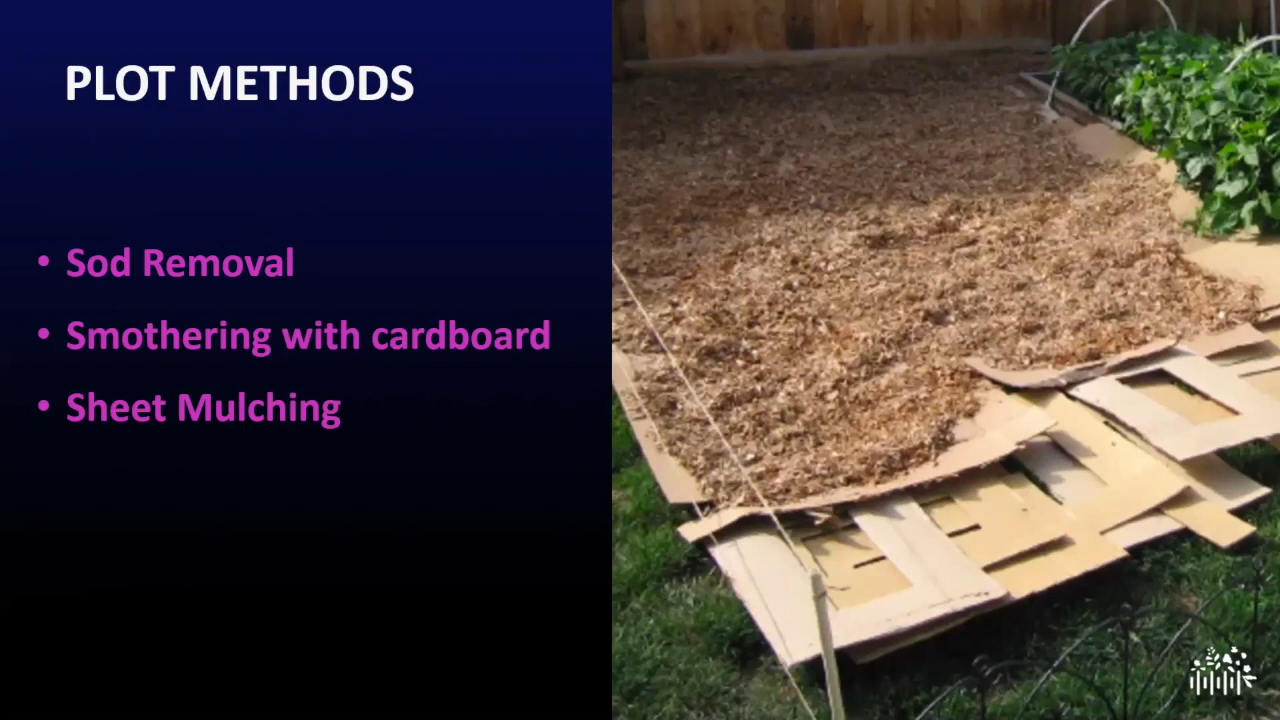 PLOT METHODS
• Sod Removal
• Smothering with cardboard
• Sheet Mulching